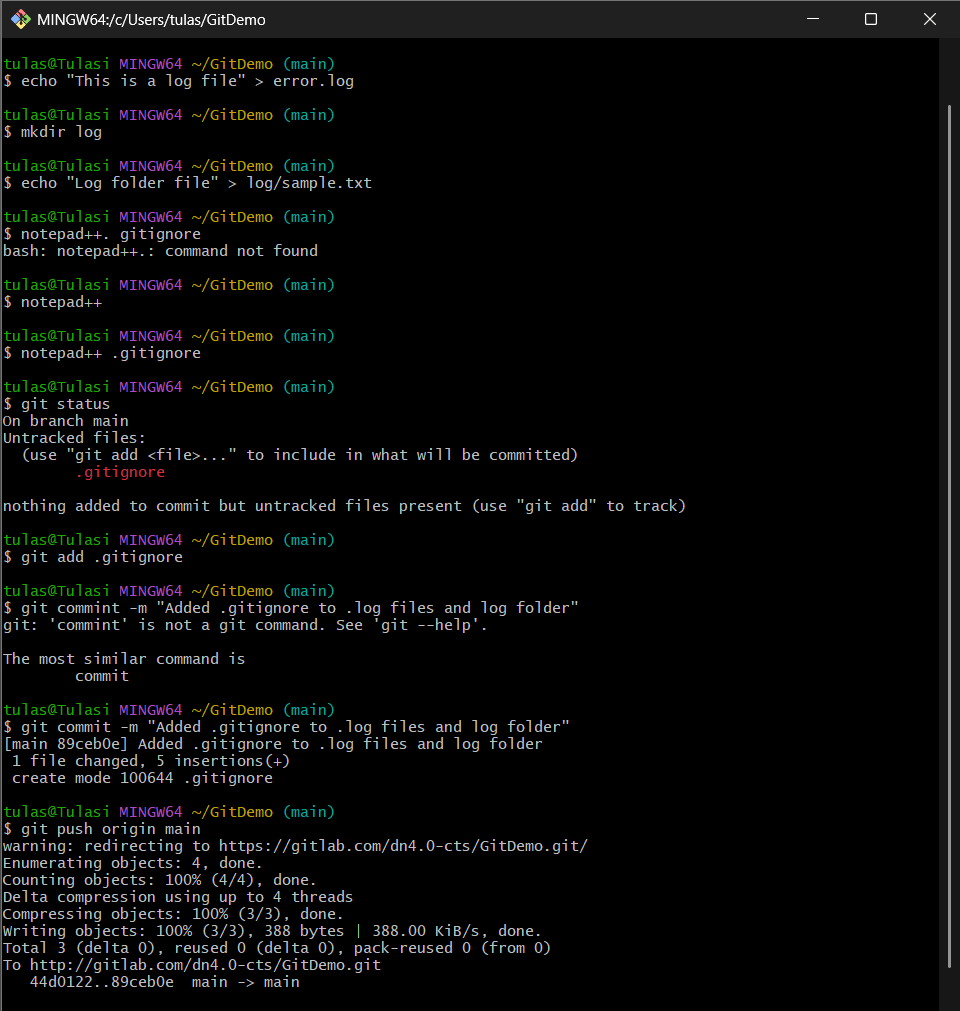 MINGW64:/c/Users/tulas/GitDemo
tulas@Tulasi MINGW64 ~/GitDemo (main)
$ echo "This is a log file" > error.log
tulas@Tulasi MINGW64 ~/GitDemo (main)
$ mkdir log
tulas@Tulasi MINGW64 ~/GitDemo (main)
$ echo "Log folder file" > log/sample.txt
tulas@Tulasi MINGW64 ~/GitDemo (main)
$ notepad++. gitignore
bash: notepad++.: command not found
tulas@Tulasi MINGW64 ~/GitDemo (main)
$ notepad++
tulas@Tulasi MINGW64 ~/GitDemo (main)
$ notepad++ .gitignore
tulas@Tulasi MINGW64 ~/GitDemo (main)
$ git status
On branch main
Untracked files:
  (use "git add <file>..." to include in what will be committed)
        .gitignore
nothing added to commit but untracked files present (use "git add" to track)
tulas@Tulasi MINGW64 ~/GitDemo (main)
$ git add .gitignore
tulas@Tulasi MINGW64 ~/GitDemo (main)
$ git commint -m "Added .gitignore to .log files and log folder"
git: 'commint' is not a git command. See 'git --help'.
The most similar command is
        commit
tulas@Tulasi MINGW64 ~/GitDemo (main)
$ git commit -m "Added .gitignore to .log files and log folder"
[main 89ceb0e] Added .gitignore to .log files and log folder
 1 file changed, 5 insertions(+)
 create mode 100644 .gitignore
tulas@Tulasi MINGW64 ~/GitDemo (main)
$ git push origin main
warning: redirecting to https://gitlab.com/dn4.0-cts/GitDemo.git/
Enumerating objects: 4, done.
Counting objects: 100% (4/4), done.
Delta compression using up to 4 threads
Compressing objects: 100% (3/3), done.
Writing objects: 100% (3/3), 388 bytes | 388.00 KiB/s, done.
Total 3 (delta 0), reused 0 (delta 0), pack-reused 0 (from 0)
To http://gitlab.com/dn4.0-cts/GitDemo.git
   44d0122..89ceb0e  main -> main